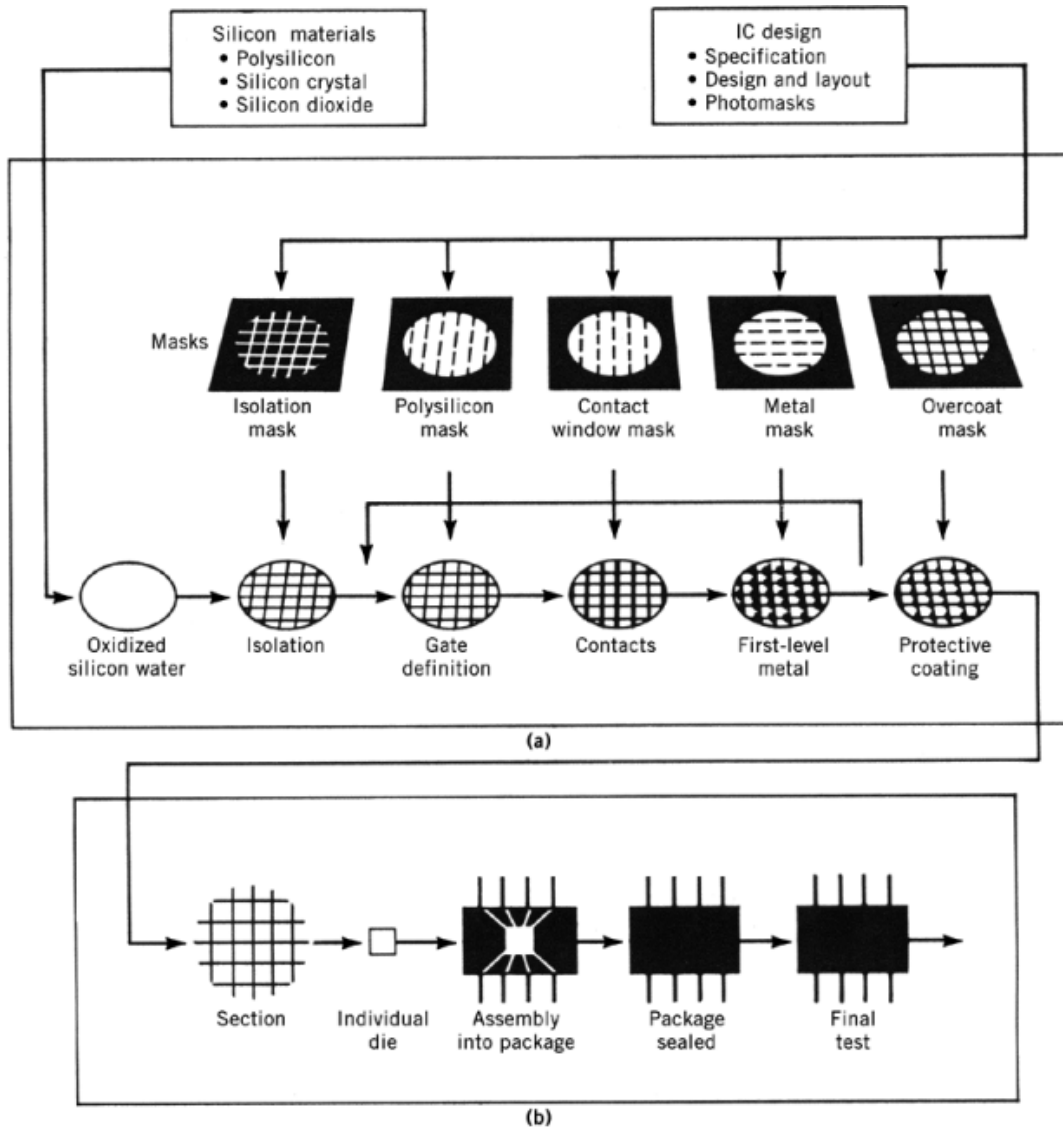 Silicon materials
• Polysilicon
• Silicon crystal
• Silicon dioxide
IC design
• Specification
• Design and layout
• Photomasks
Masks
Isolation
mask
Polysilicon
mask
Contact
window mask
Metal
mask
Overcoat
mask
Oxidized
silicon water
Isolation
Gate
definition
Contacts
First-level
metal
Protective
coating
(a)
Section
Individual
die
Assembly
into package
Package
sealed
Final
test
(b)